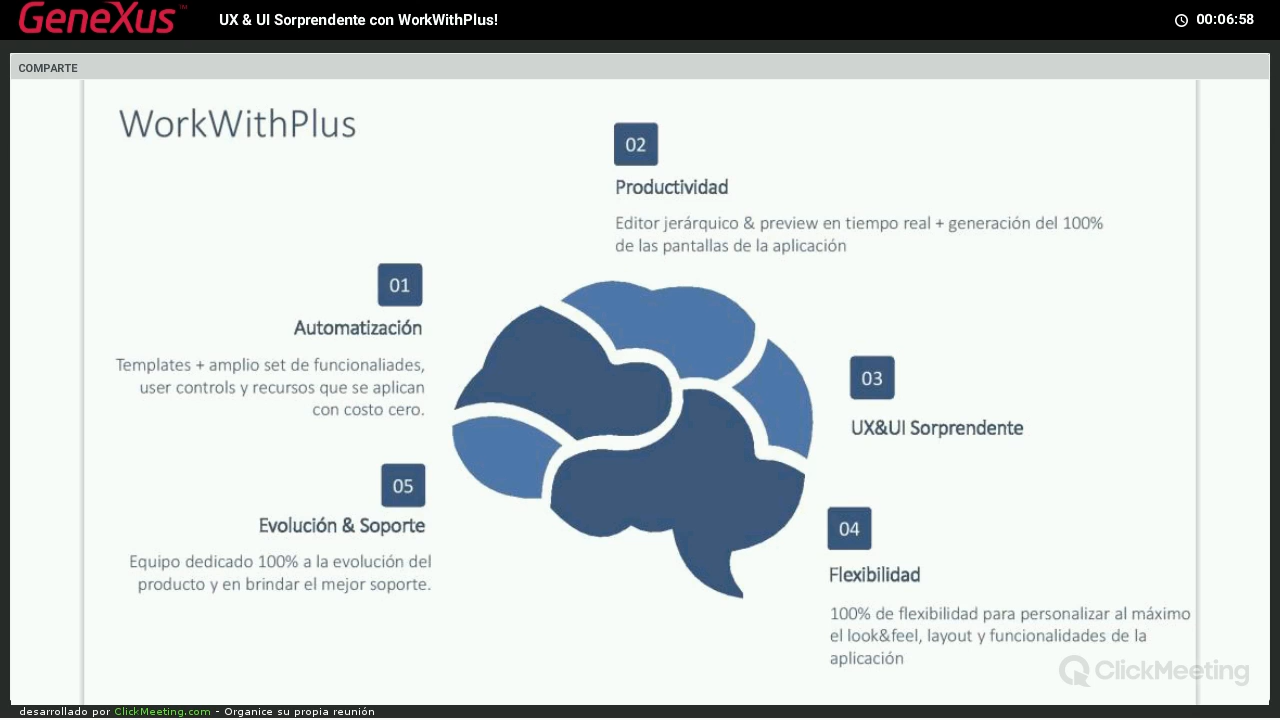 GeneXus™
UX & UI Sorprendente con WorkWithPlus!
00:06:58
COMPARTE
WorkWithPlus
01
Automatización
Templates + amplio set de funcionaliades,
user controls y recursos que se aplican
con costo cero.
02
Productividad
Editor jerárquico & preview en tiempo real + generación del 100%
de las pantallas de la aplicación
03
UX&UI Sorprendente
04
Flexibilidad
100% de flexibilidad para personalizar al máximo
el look&feel, layout y funcionalidades de la
aplicación
05
Evolución & Soporte
Equipo dedicado 100% a la evolución del
producto y en brindar el mejor soporte.
ClickMeeting
desarrollado por ClickMeeting.com - Organice su propia reunión